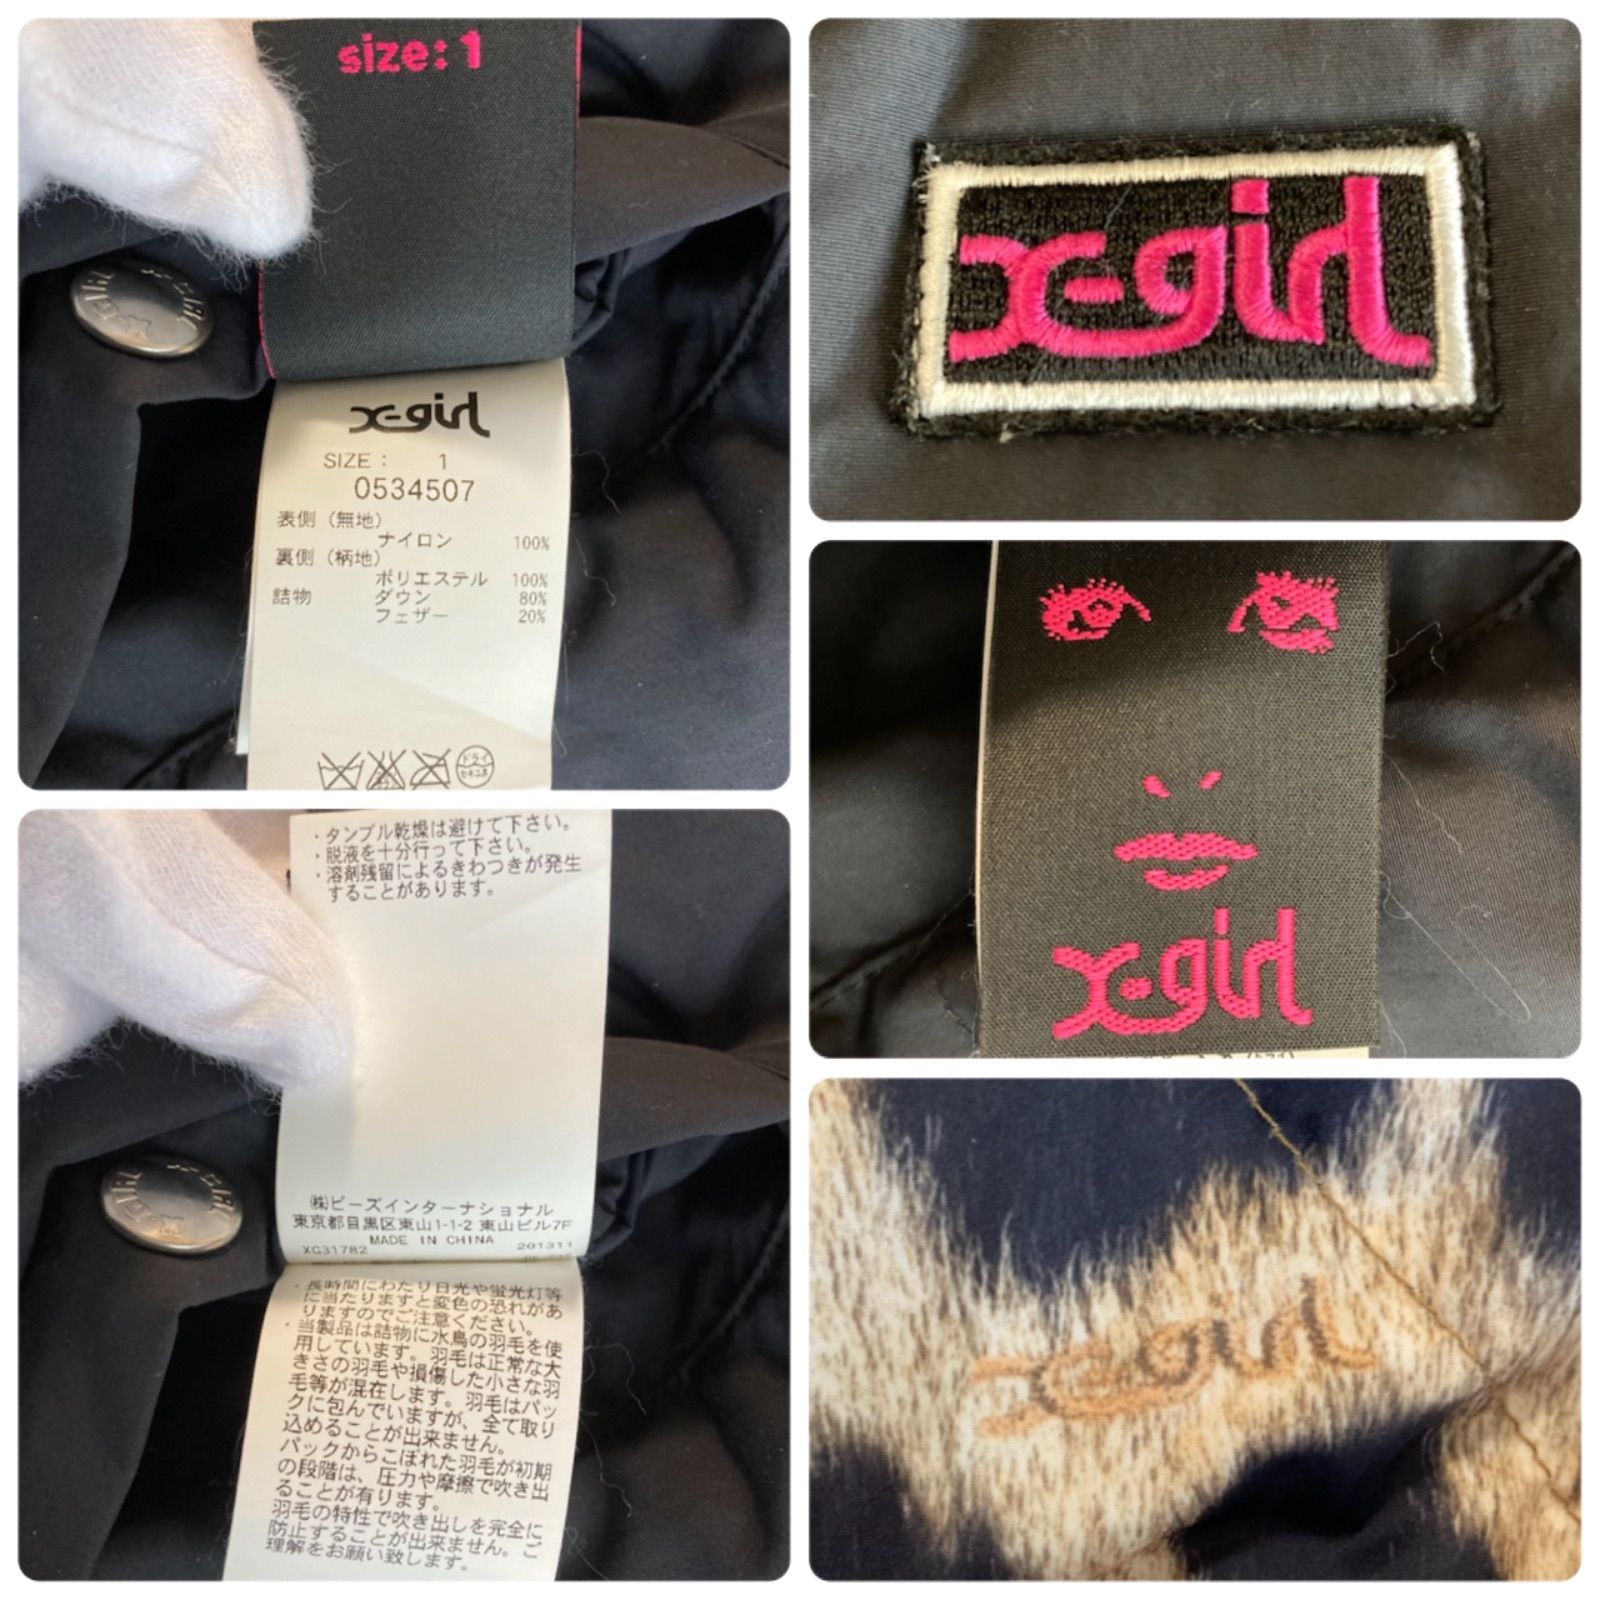 size:1
X-girl
SIZE: 1
0534507
表側(無地)
ナイロン 100%
裏側(柄地)
ポリエステル 100%
詰物 ダウン 80%
フェザー 20%
ドライ
セキユ系
X-girl
X-girl
X-girl
・タンブル乾燥は避けて下さい。
・脱液を十分行って下さい。
・溶剤残留によるきわつきが発生
することがあります。
㈱ビーズインターナショナル
東京都目黒区東山1-1-2 東山ビル7F
MADE IN CHINA
XG31782 201311
・長時間にわたり日光や蛍光灯等
に当たりますと変色の恐れがあ
りますのでご注意ください。
・当製品は詰物に水鳥の羽毛を使
用しています。羽毛は正常な大
きさの羽毛や損傷した小さな羽
毛等が混在します。羽毛はパッ
クに包んでいますが、全て取り
込めることが出来ません。
パックからこぼれた羽毛が初期
の段階は、圧力や摩擦で吹き出
ることが有ります。
羽毛の特性で吹き出しを完全に
防止することが出来ません。ご
理解をお願い致します。